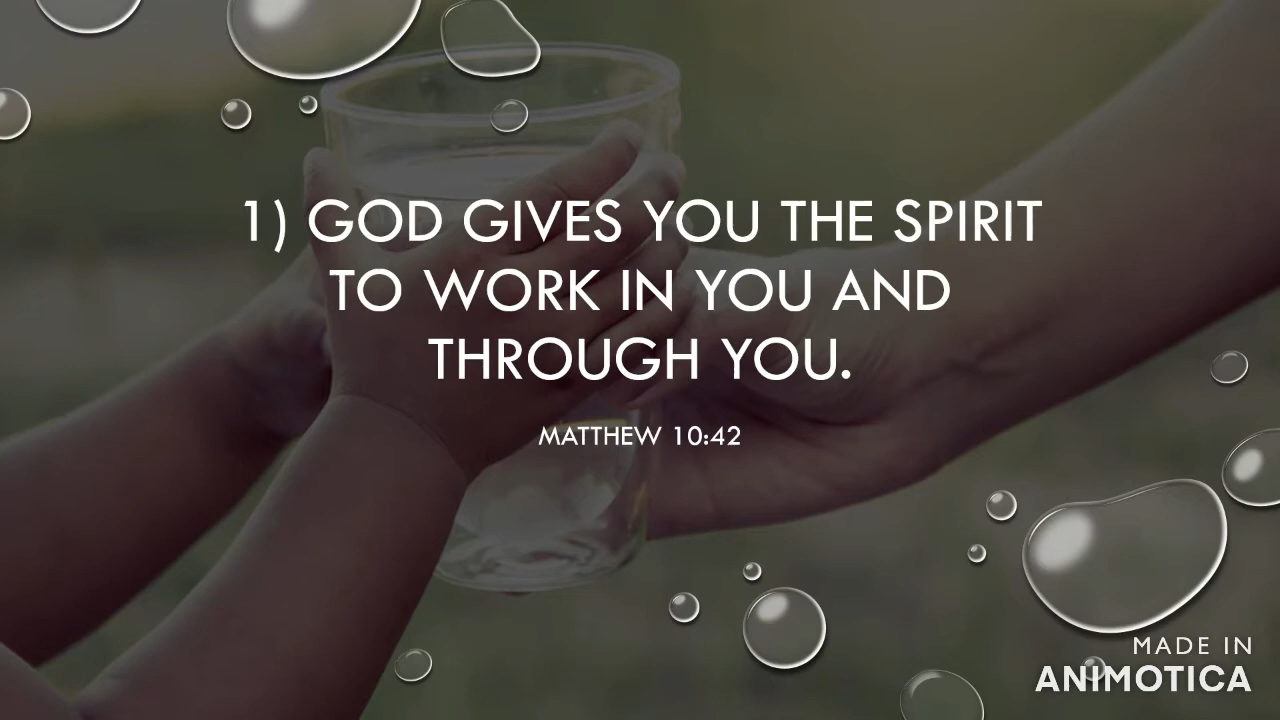 1) GOD GIVES YOU THE SPIRIT
TO WORK IN YOU AND
THROUGH YOU.
MATTHEW 10:42
MADE IN
ANIMOTICA